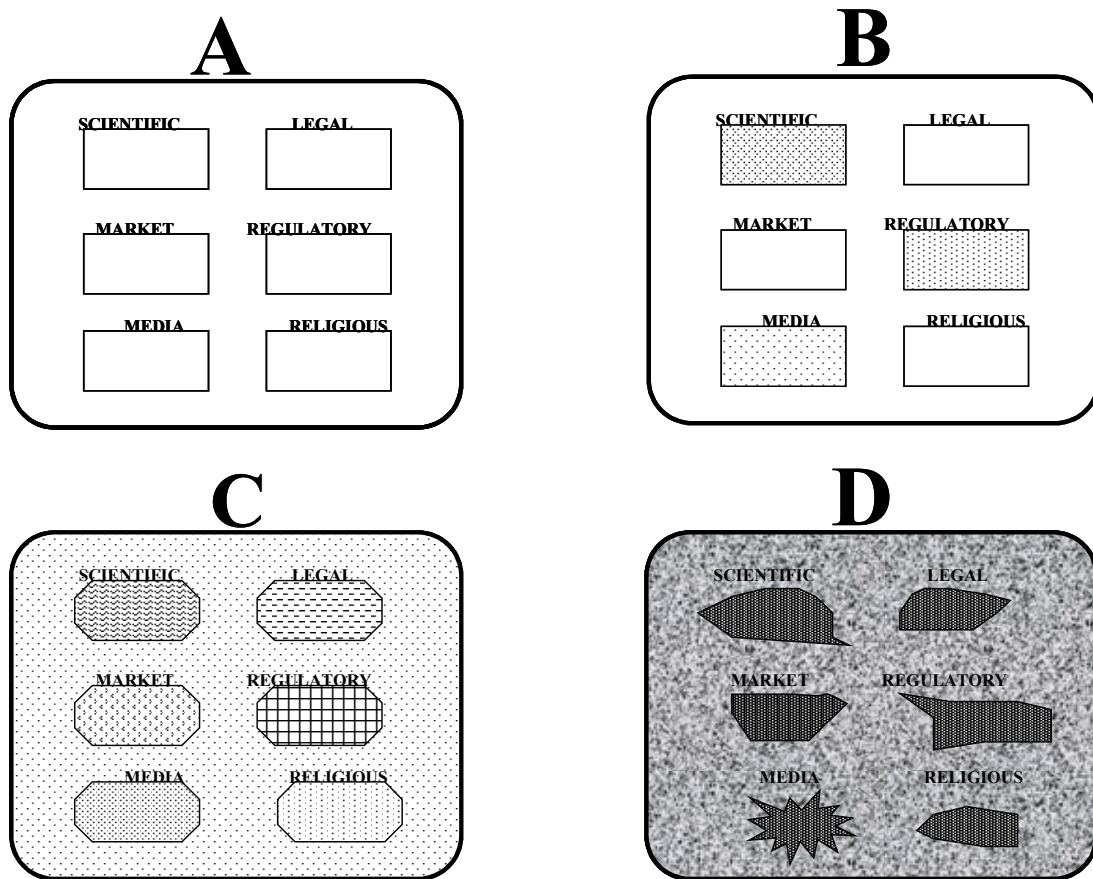 A
SCIENTIFIC LEGAL
MARKET REGULATORY
MEDIA RELIGIOUS
B
SCIENTIFIC LEGAL
MARKET REGULATORY
MEDIA RELIGIOUS
C
SCIENTIFIC LEGAL
MARKET REGULATORY
MEDIA RELIGIOUS
D
SCIENTIFIC LEGAL
MARKET REGULATORY
MEDIA RELIGIOUS